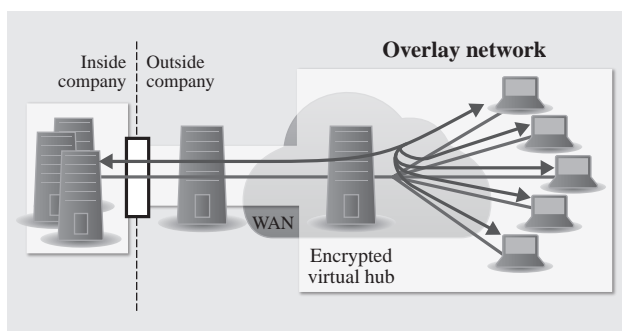 Overlay network
Inside
company
Outside
company
WAN
Encrypted
virtual hub